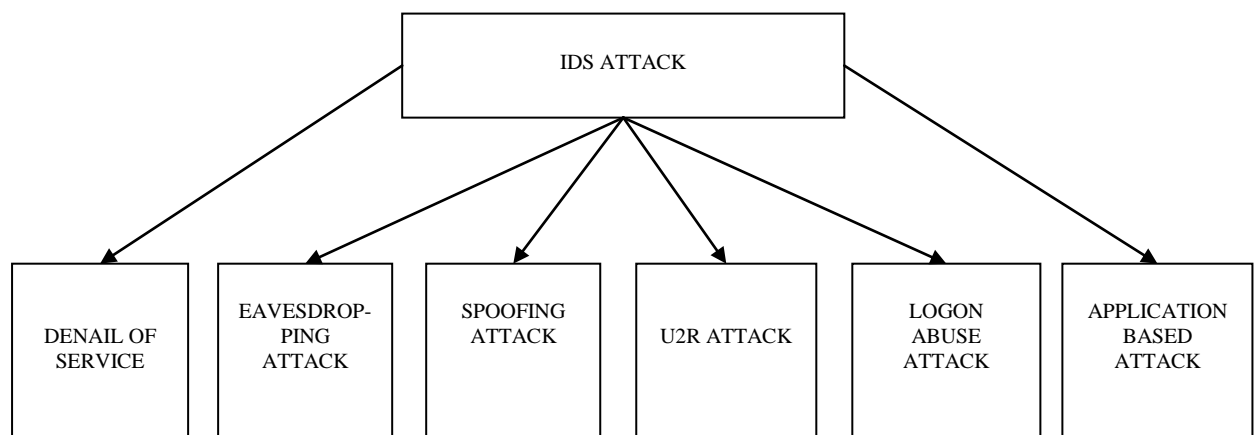 IDS ATTACK
DENAIL OF
SERVICE
EAVESDROP-
PING
ATTACK
SPOOFING
ATTACK
U2R ATTACK
LOGON
ABUSE
ATTACK
APPLICATION
BASED
ATTACK